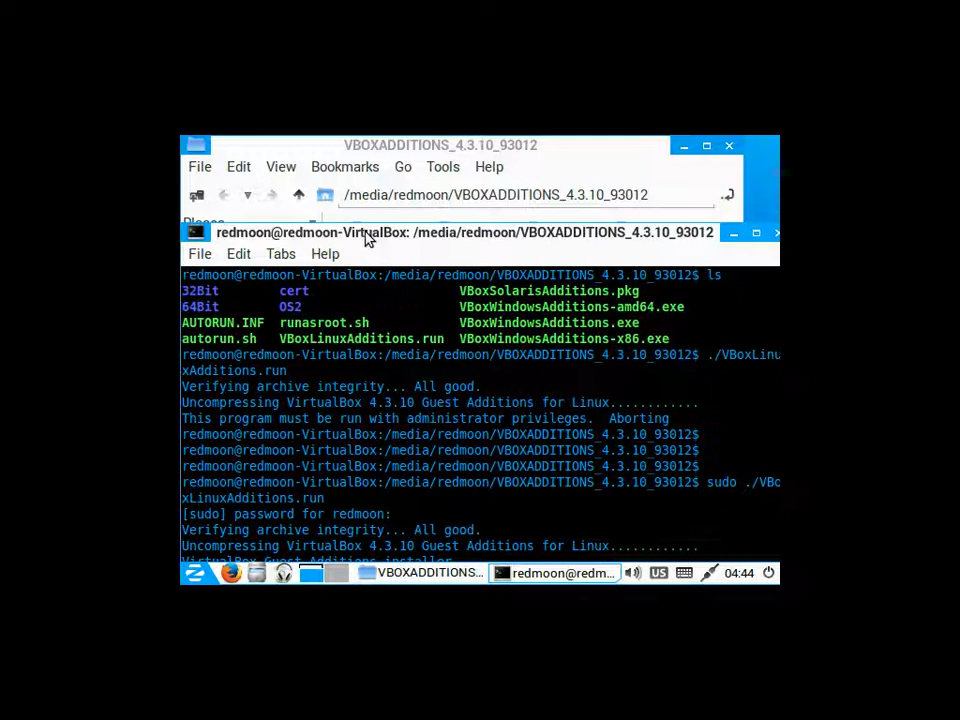 VBOXADDITIONS_4.3.10_93012
File Edit View Bookmarks Go Tools Help
/media/redmoon/VBOXADDITIONS_4.3.10_93012
redmoon@redmoon-VirtualBox: /media/redmoon/VBOXADDITIONS_4.3.10_93012
File Edit Tabs Help
redmoon@redmoon-VirtualBox:/media/redmoon/VBOXADDITIONS_4.3.10_93012$ ls
32Bit cert VBoxSolarisAdditions.pkg
64Bit OS2 VBoxWindowsAdditions-amd64.exe
AUTORUN.INF runasroot.sh VBoxWindowsAdditions.exe
autorun.sh VBoxLinuxAdditions.run VBoxWindowsAdditions-x86.exe
redmoon@redmoon-VirtualBox:/media/redmoon/VBOXADDITIONS_4.3.10_93012$ ./VBoxLinu
xAdditions.run
Verifying archive integrity... All good.
Uncompressing VirtualBox 4.3.10 Guest Additions for Linux............
This program must be run with administrator privileges.  Aborting
redmoon@redmoon-VirtualBox:/media/redmoon/VBOXADDITIONS_4.3.10_93012$
redmoon@redmoon-VirtualBox:/media/redmoon/VBOXADDITIONS_4.3.10_93012$
redmoon@redmoon-VirtualBox:/media/redmoon/VBOXADDITIONS_4.3.10_93012$
redmoon@redmoon-VirtualBox:/media/redmoon/VBOXADDITIONS_4.3.10_93012$ sudo ./VBo
xLinuxAdditions.run
[sudo] password for redmoon:
Verifying archive integrity... All good.
Uncompressing VirtualBox 4.3.10 Guest Additions for Linux............
VirtualBox Guest Additions installer
VBOXADDITIONS... redmoon@redm... US 04:44